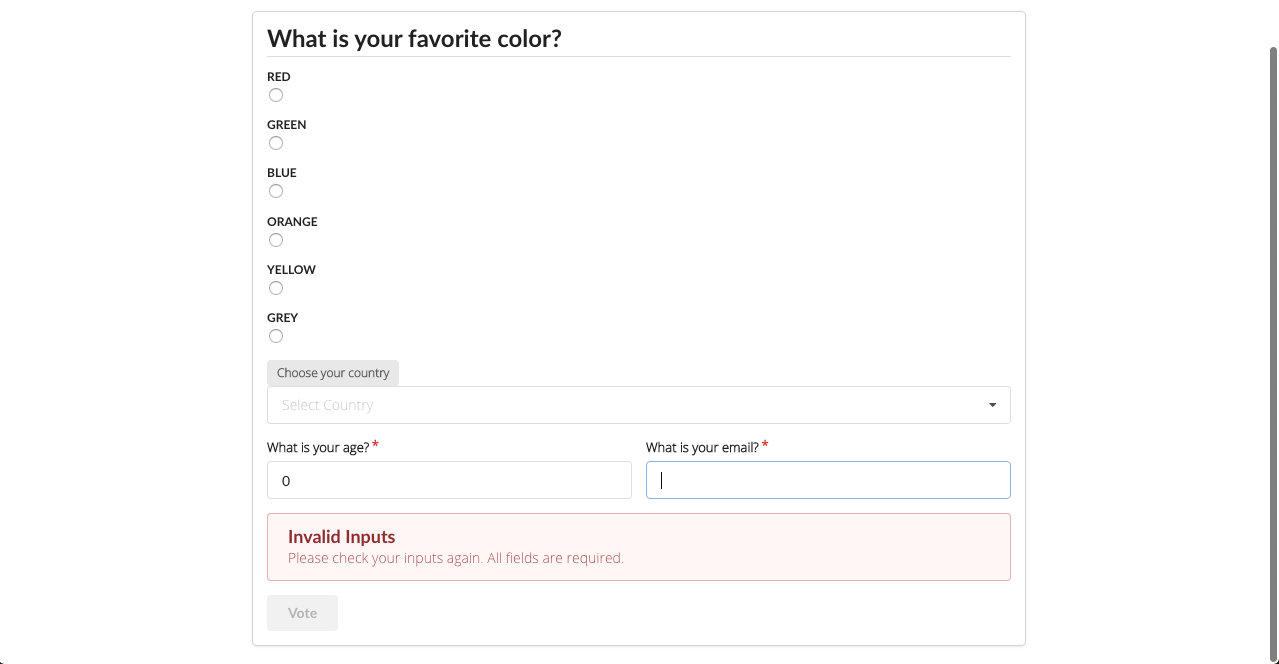 What is your favorite color?
RED
GREEN
BLUE
ORANGE
YELLOW
GREY
Choose your country
Select Country
What is your age? *
What is your email? *
0
Invalid Inputs
Please check your inputs again. All fields are required.
Vote